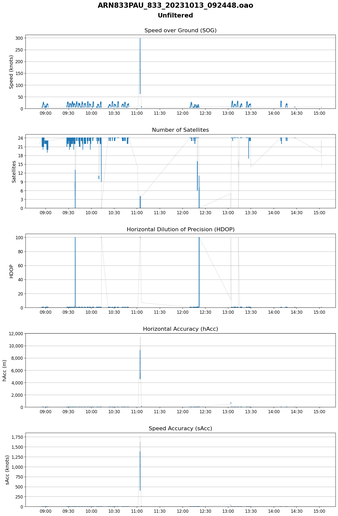 ARN833PAU_833_20231013_092448.oao
Unfiltered
Speed over Ground (SOG)
Speed (knots)
300
250
200
150
100
50
0
09:00 09:30 10:00 10:30 11:00 11:30 12:00 12:30 13:00 13:30 14:00 14:30 15:00
Number of Satellites
Satellites
24
21
18
15
12
9
6
3
0
09:00 09:30 10:00 10:30 11:00 11:30 12:00 12:30 13:00 13:30 14:00 14:30 15:00
Horizontal Dilution of Precision (HDOP)
HDOP
100
80
60
40
20
0
09:00 09:30 10:00 10:30 11:00 11:30 12:00 12:30 13:00 13:30 14:00 14:30 15:00
Horizontal Accuracy (hAcc)
hAcc (m)
12,000
10,000
8,000
6,000
4,000
2,000
0
09:00 09:30 10:00 10:30 11:00 11:30 12:00 12:30 13:00 13:30 14:00 14:30 15:00
Speed Accuracy (sAcc)
sAcc (knots)
1,750
1,500
1,250
1,000
750
500
250
0
09:00 09:30 10:00 10:30 11:00 11:30 12:00 12:30 13:00 13:30 14:00 14:30 15:00